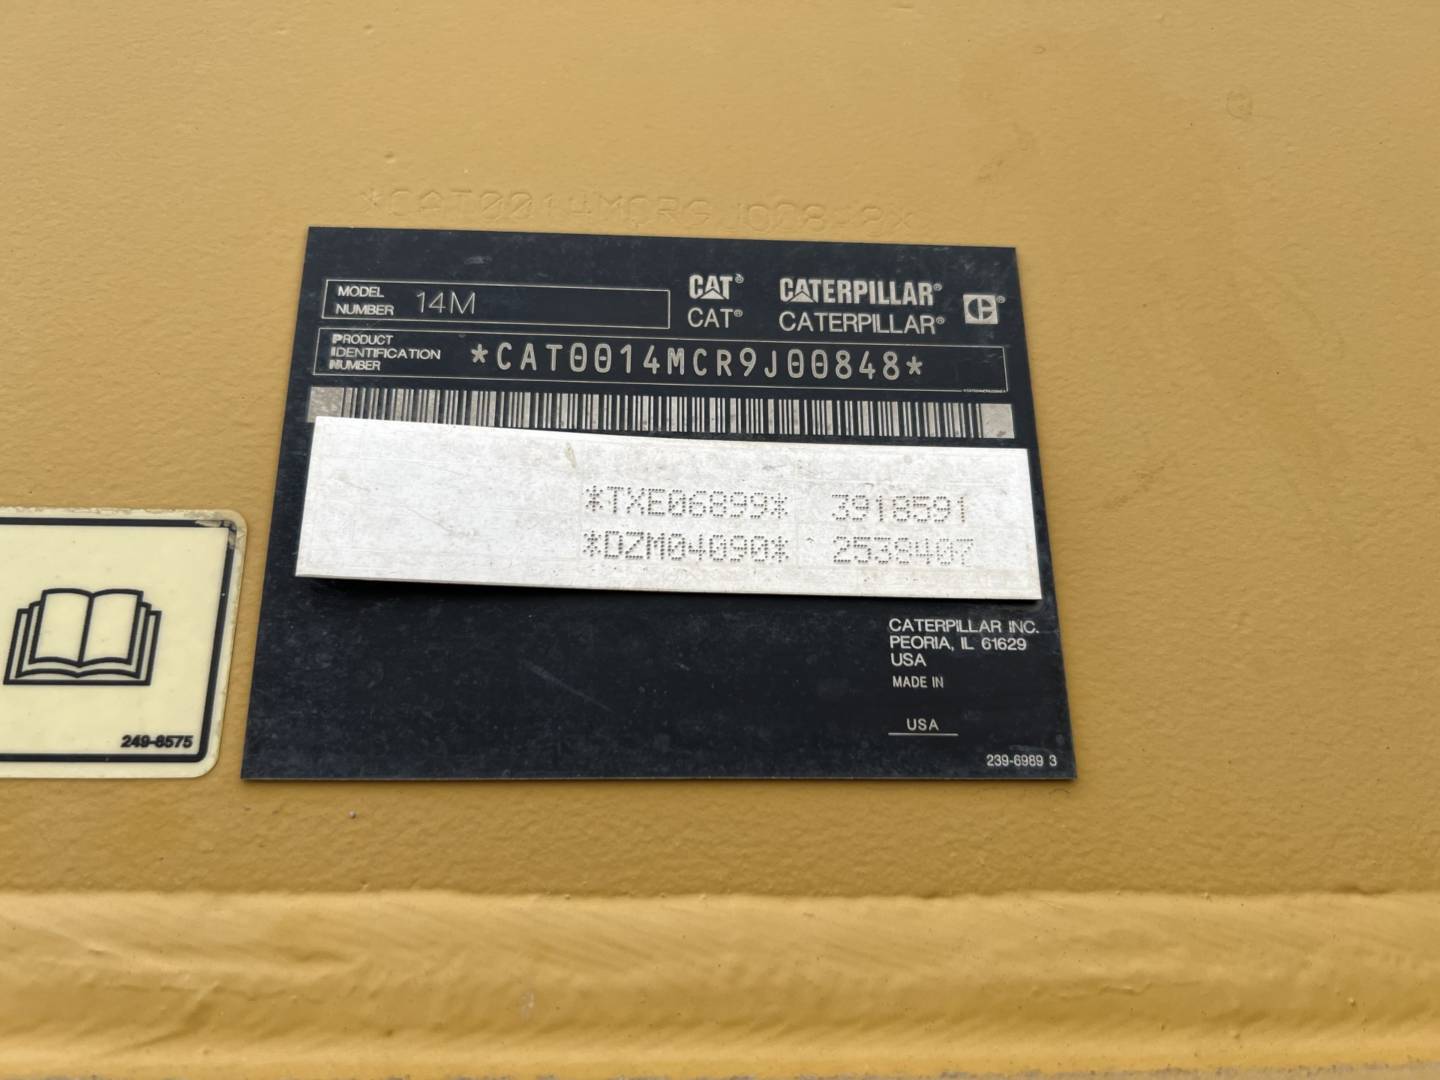 *CAT0014MCR9J00848*
MODEL NUMBER 14M
CAT® CATERPILLAR®
CAT® CATERPILLAR®
PRODUCT IDENTIFICATION NUMBER *CAT0014MCR9J00848*
*TXE06899* 3918591
*DZM04090* 2538407
CATERPILLAR INC.
PEORIA, IL 61629
USA
MADE IN
USA
239-6989 3
249-8575